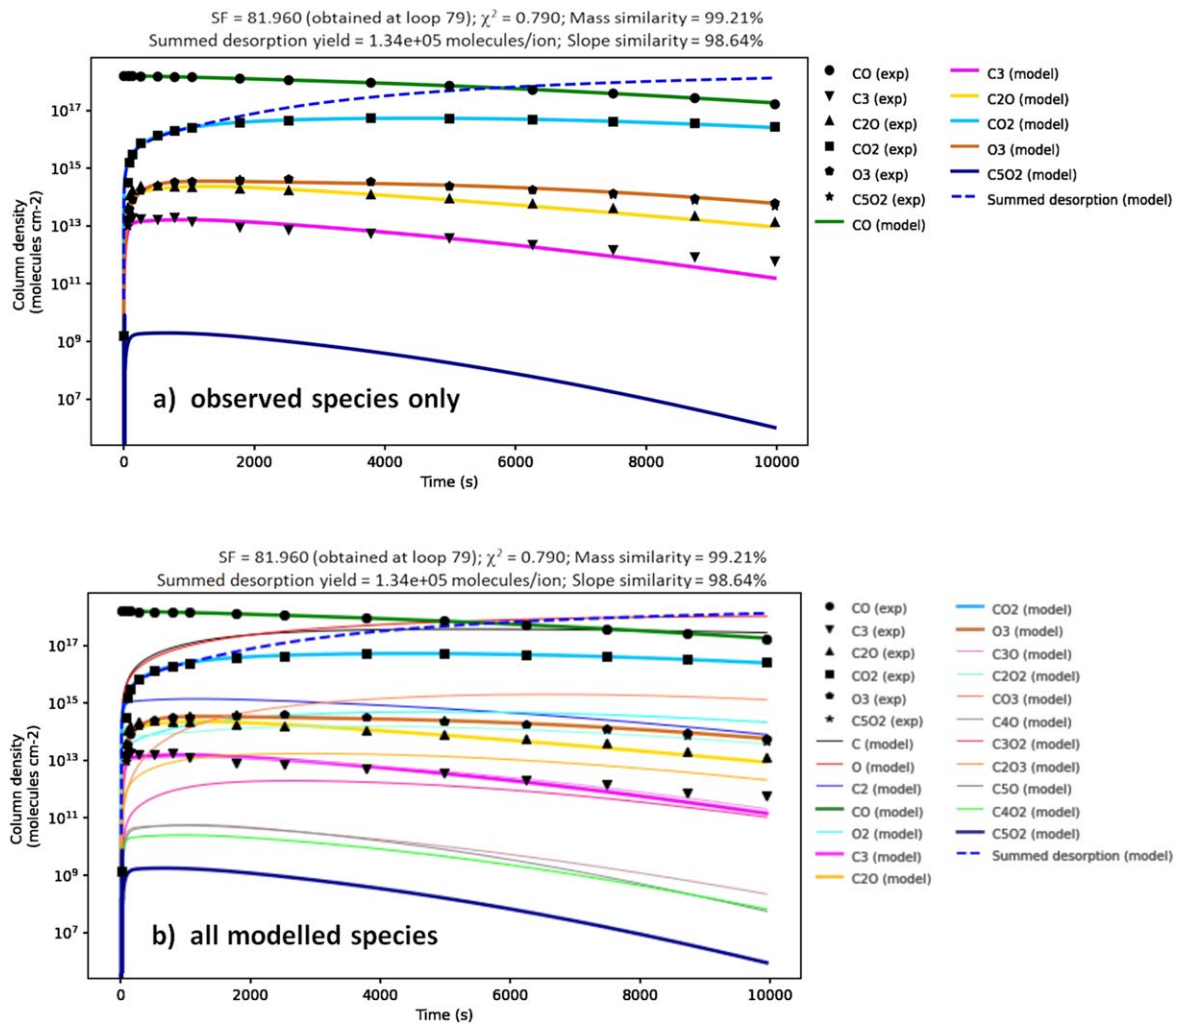 SF = 81.960 (obtained at loop 79); χ² = 0.790; Mass similarity = 99.21%
Summed desorption yield = 1.34e+05 molecules/ion; Slope similarity = 98.64%
Column density
(molecules cm-2)
10¹⁷
10¹⁵
10¹³
10¹¹
10⁹
10⁷
a) observed species only
0 2000 4000 6000 8000 10000
Time (s)
CO (exp)
C3 (exp)
C2O (exp)
CO2 (exp)
O3 (exp)
C5O2 (exp)
CO (model)
C3 (model)
C2O (model)
CO2 (model)
O3 (model)
C5O2 (model)
Summed desorption (model)
SF = 81.960 (obtained at loop 79); χ² = 0.790; Mass similarity = 99.21%
Summed desorption yield = 1.34e+05 molecules/ion; Slope similarity = 98.64%
Column density
(molecules cm-2)
10¹⁷
10¹⁵
10¹³
10¹¹
10⁹
10⁷
b) all modelled species
0 2000 4000 6000 8000 10000
Time (s)
CO (exp)
C3 (exp)
C2O (exp)
CO2 (exp)
O3 (exp)
C5O2 (exp)
C (model)
O (model)
C2 (model)
CO (model)
O2 (model)
C3 (model)
C2O (model)
CO2 (model)
O3 (model)
C3O (model)
C2O2 (model)
CO3 (model)
C4O (model)
C3O2 (model)
C2O3 (model)
C5O (model)
C4O2 (model)
C5O2 (model)
Summed desorption (model)